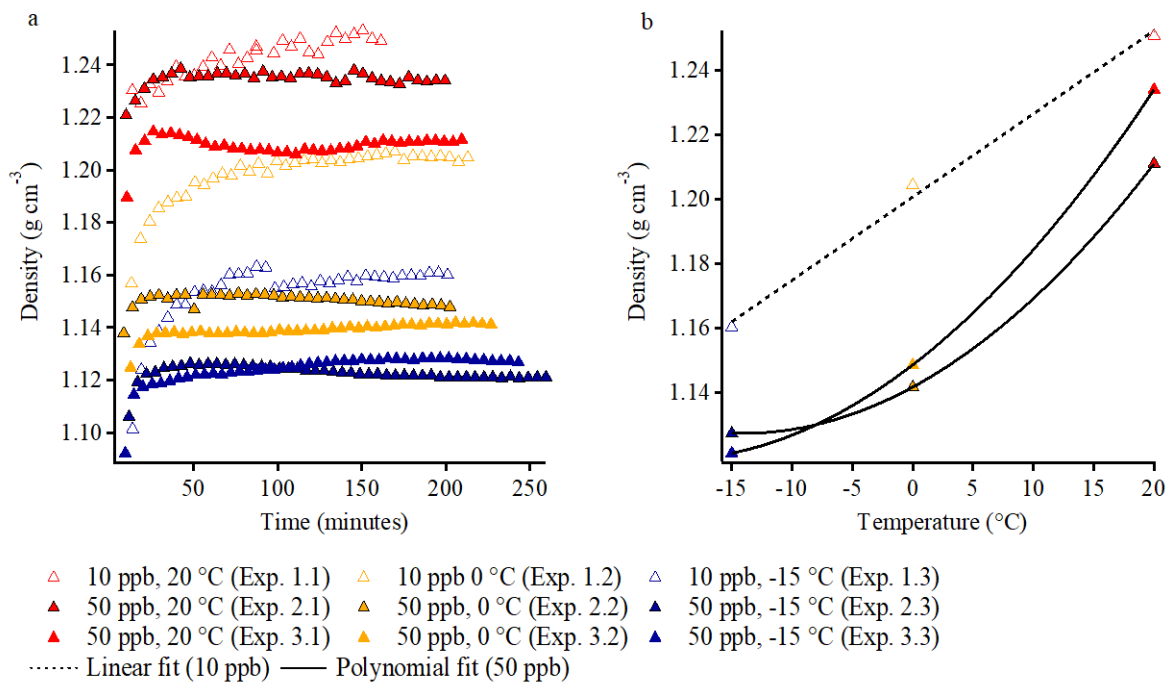 a
Density (g cm⁻³)
1.24
1.22
1.20
1.18
1.16
1.14
1.12
1.10
50
100
150
200
250
Time (minutes)
b
Density (g cm⁻³)
1.24
1.22
1.20
1.18
1.16
1.14
-15
-10
-5
0
5
10
15
20
Temperature (°C)
10 ppb, 20 °C (Exp. 1.1)
10 ppb 0 °C (Exp. 1.2)
10 ppb, -15 °C (Exp. 1.3)
50 ppb, 20 °C (Exp. 2.1)
50 ppb, 0 °C (Exp. 2.2)
50 ppb, -15 °C (Exp. 2.3)
50 ppb, 20 °C (Exp. 3.1)
50 ppb, 0 °C (Exp. 3.2)
50 ppb, -15 °C (Exp. 3.3)
Linear fit (10 ppb)
Polynomial fit (50 ppb)